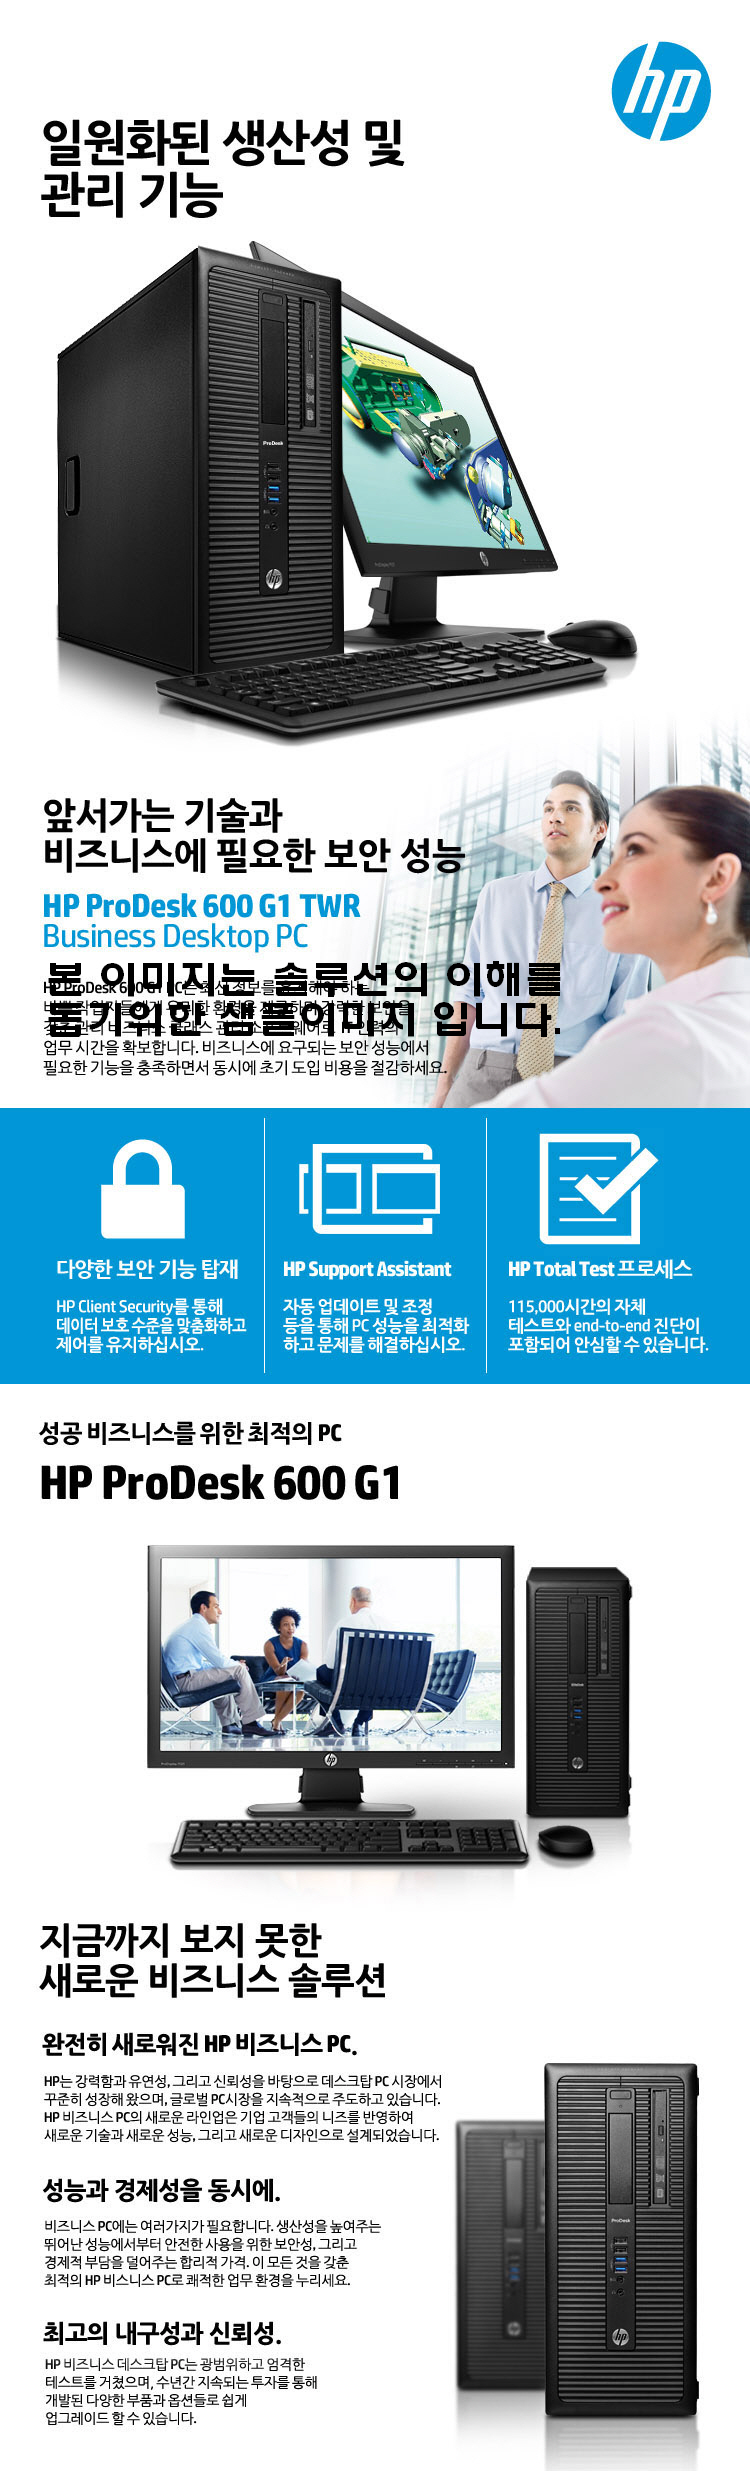 hp
일원화된 생산성 및
관리 기능
ProDesk
hp
앞서가는 기술과
비즈니스에 필요한 보안 성능
HP ProDesk 600 G1 TWR
Business Desktop PC
본 이미지는 솔루션의 이해를
돕기위한 샘플이미지 입니다.
HP ProDesk 600 G1 PC는 최신 정보를
업무 시간을 확보합니다. 비즈니스에 요구되는 보안 성능에서
필요한 기능을 충족하면서 동시에 초기 도입 비용을 절감하세요.
다양한 보안 기능 탑재
HP Client Security를 통해
데이터 보호 수준을 맞춤화하고
제어를 유지하십시오.
HP Support Assistant
자동 업데이트 및 조정
등을 통해 PC 성능을 최적화
하고 문제를 해결하십시오.
HP Total Test 프로세스
115,000시간의 자체
테스트와 end-to-end 진단이
포함되어 안심할 수 있습니다.
성공 비즈니스를 위한 최적의 PC
HP ProDesk 600 G1
hp
지금까지 보지 못한
새로운 비즈니스 솔루션
완전히 새로워진 HP 비즈니스 PC.
HP는 강력함과 유연성, 그리고 신뢰성을 바탕으로 데스크탑 PC 시장에서
꾸준히 성장해 왔으며, 글로벌 PC시장을 지속적으로 주도하고 있습니다.
HP 비즈니스 PC의 새로운 라인업은 기업 고객들의 니즈를 반영하여
새로운 기술과 새로운 성능, 그리고 새로운 디자인으로 설계되었습니다.
성능과 경제성을 동시에.
비즈니스 PC에는 여러가지가 필요합니다. 생산성을 높여주는
뛰어난 성능에서부터 안전한 사용을 위한 보안성, 그리고
경제적 부담을 덜어주는 합리적 가격. 이 모든 것을 갖춘
최적의 HP 비스니스 PC로 쾌적한 업무 환경을 누리세요.
최고의 내구성과 신뢰성.
HP 비즈니스 데스크탑 PC는 광범위하고 엄격한
테스트를 거쳤으며, 수년간 지속되는 투자를 통해
개발된 다양한 부품과 옵션들로 쉽게
업그레이드 할 수 있습니다.
ProDesk
hp